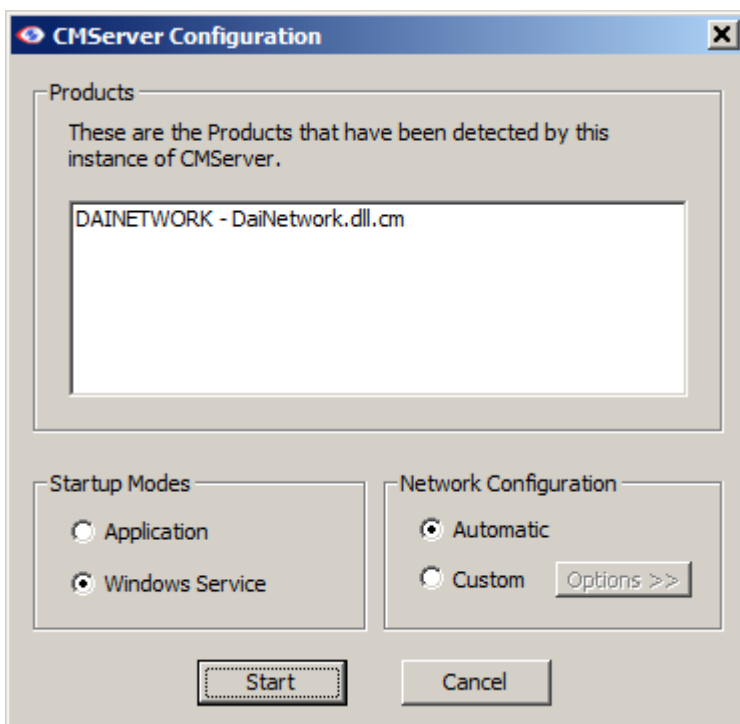 CMServer Configuration
Products
These are the Products that have been detected by this
instance of CMServer.
DAINETWORK - DaiNetwork.dll.cm
Startup Modes
Application
Windows Service
Network Configuration
Automatic
Custom
Options >>
Start
Cancel